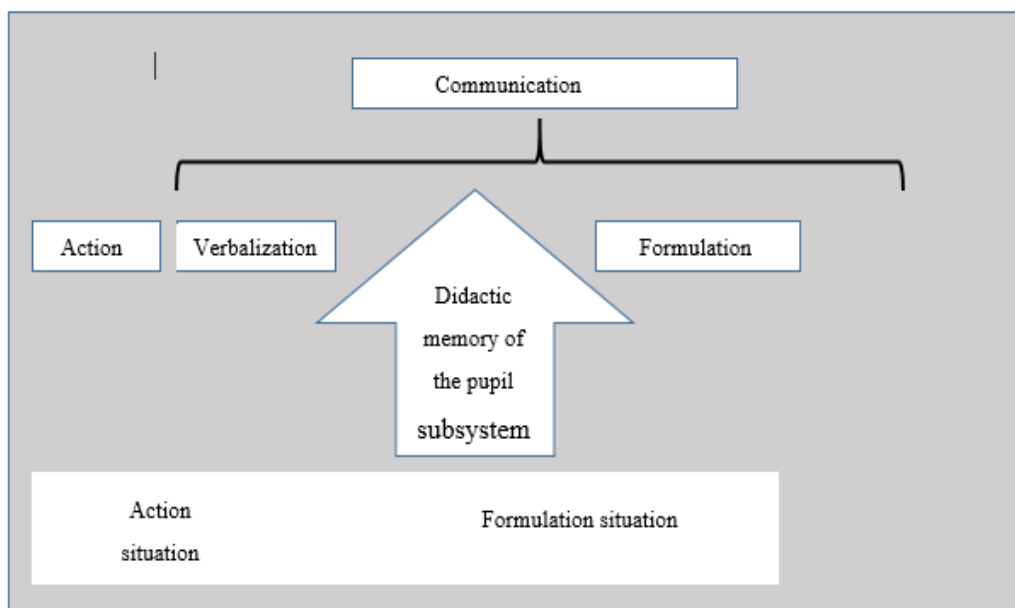 Communication
Action
Verbalization
Formulation
Didactic
memory of
the pupil
subsystem
Action
situation
Formulation situation